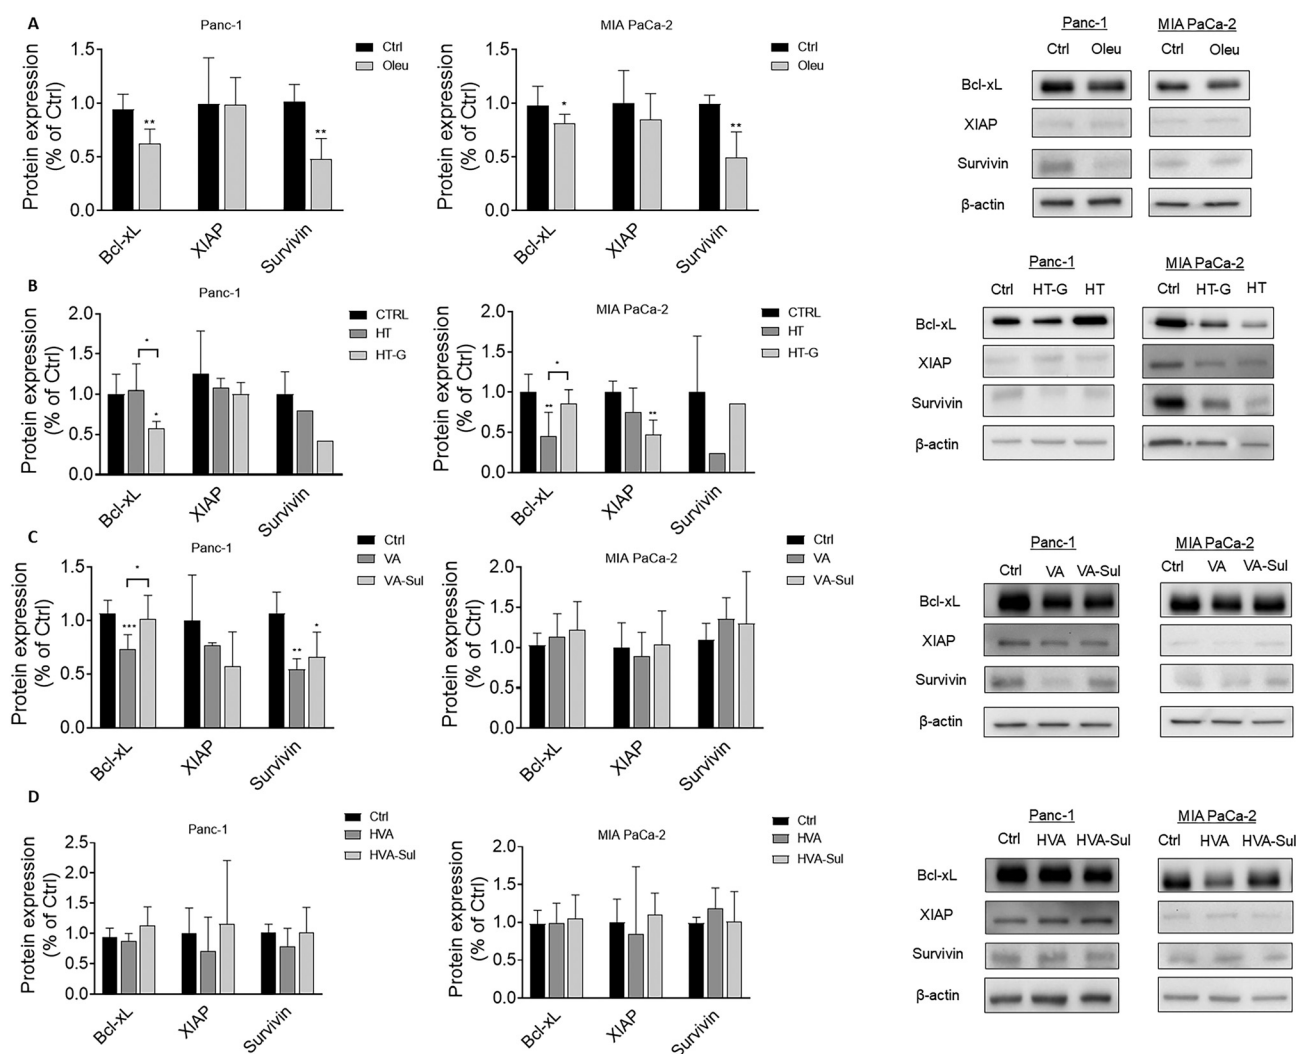 A
Panc-1
Protein expression
(% of Ctrl)
1.5
1.0
0.5
0.0
** **
Bcl-xL XIAP Survivin
Ctrl
Oleu
MIA PaCa-2
Protein expression
(% of Ctrl)
1.5
1.0
0.5
0.0
* **
Bcl-xL XIAP Survivin
Ctrl
Oleu
Panc-1 MIA PaCa-2
Ctrl Oleu Ctrl Oleu
Bcl-xL
XIAP
Survivin
β-actin
B
Panc-1
Protein expression
(% of Ctrl)
2.0
1.5
1.0
0.5
0.0
*
*
Bcl-xL XIAP Survivin
CTRL
HT
HT-G
MIA PaCa-2
Protein expression
(% of Ctrl)
2.0
1.5
1.0
0.5
0.0
*
** **
Bcl-xL XIAP Survivin
CTRL
HT
HT-G
Panc-1 MIA PaCa-2
Ctrl HT-G HT Ctrl HT-G HT
Bcl-xL
XIAP
Survivin
β-actin
C
Panc-1
Protein expression
(% of Ctrl)
1.5
1.0
0.5
0.0
*
*** ** *
Bcl-xL XIAP Survivin
Ctrl
VA
VA-Sul
MIA PaCa-2
Protein expression
(% of Ctrl)
2.0
1.5
1.0
0.5
0.0
Bcl-xL XIAP Survivin
Ctrl
VA
VA-Sul
Panc-1 MIA PaCa-2
Ctrl VA VA-Sul Ctrl VA VA-Sul
Bcl-xL
XIAP
Survivin
β-actin
D
Panc-1
Protein expression
(% of Ctrl)
2.5
2.0
1.5
1.0
0.5
0.0
Bcl-xL XIAP Survivin
Ctrl
HVA
HVA-Sul
MIA PaCa-2
Protein expression
(% of Ctrl)
2.0
1.5
1.0
0.5
0.0
Bcl-xL XIAP Survivin
Ctrl
HVA
HVA-Sul
Panc-1 MIA PaCa-2
Ctrl HVA HVA-Sul Ctrl HVA HVA-Sul
Bcl-xL
XIAP
Survivin
β-actin